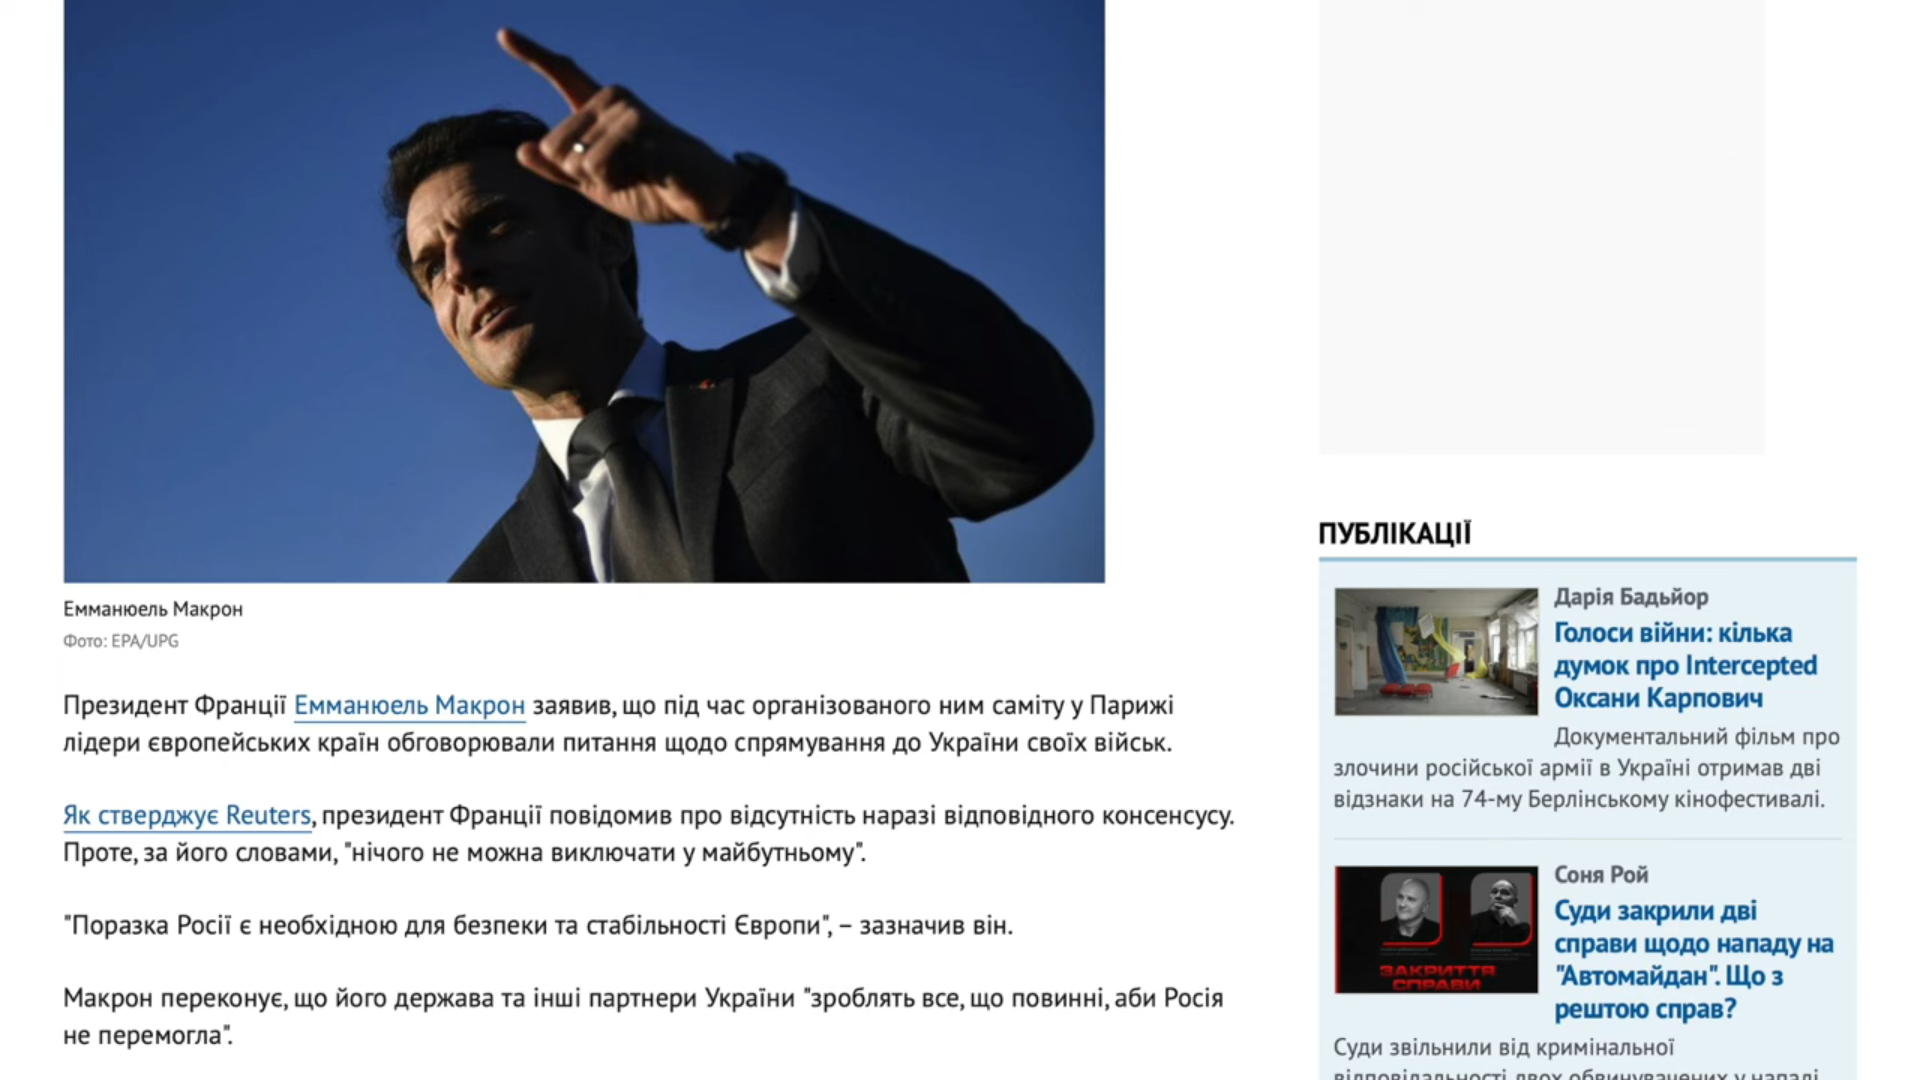 Емманюель Макрон
Фото: EPA/UPG
Президент Франції Емманюель Макрон заявив, що під час організованого ним саміту у Парижі
лідери європейських країн обговорювали питання щодо спрямування до України своїх військ.
Як стверджує Reuters, президент Франції повідомив про відсутність наразі відповідного консенсусу.
Проте, за його словами, "нічого не можна виключати у майбутньому".
"Поразка Росії є необхідною для безпеки та стабільності Європи", – зазначив він.
Макрон переконує, що його держава та інші партнери України "зроблять все, що повинні, аби Росія
не перемогла".
ПУБЛІКАЦІЇ
Дарія Бадьйор
Голоси війни: кілька
думок про Intercepted
Оксани Карпович
Документальний фільм про
злочини російської армії в Україні отримав дві
відзнаки на 74-му Берлінському кінофестивалі.
ЗАКРИТТЯ
СПРАВИ
Соня Рой
Суди закрили дві
справи щодо нападу на
"Автомайдан". Що з
рештою справ?
Суди звільнили від кримінальної
відповідальності двох обвинувачених у нападі